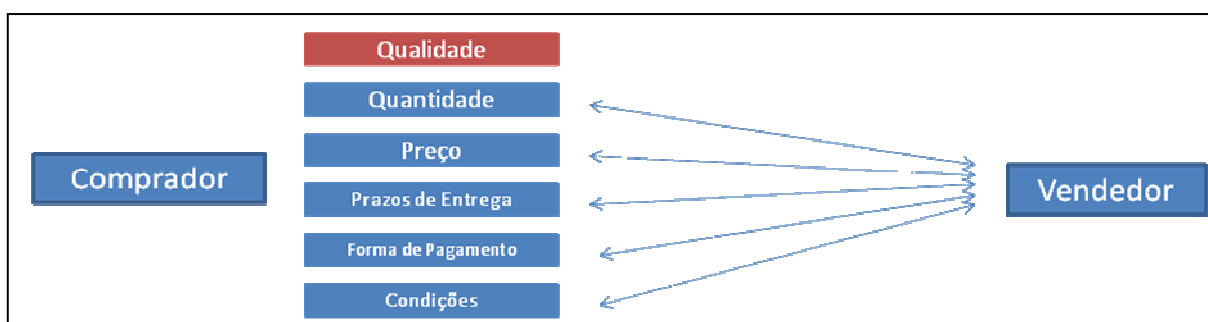 Qualidade
Quantidade
Preço
Comprador
Prazos de Entrega
Vendedor
Forma de Pagamento
Condições